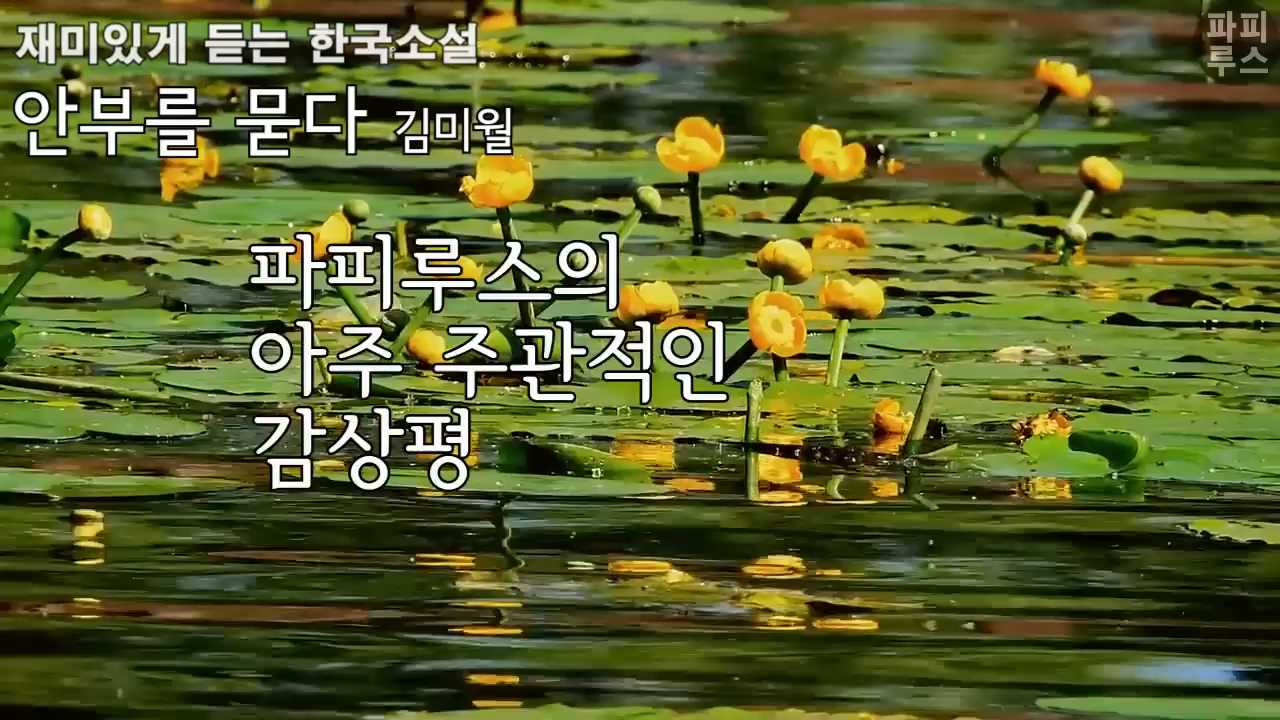 재미있게 듣는 한국소설
안부를 묻다 김미월
파피루스의
아주 주관적인
감상평
파피
루스